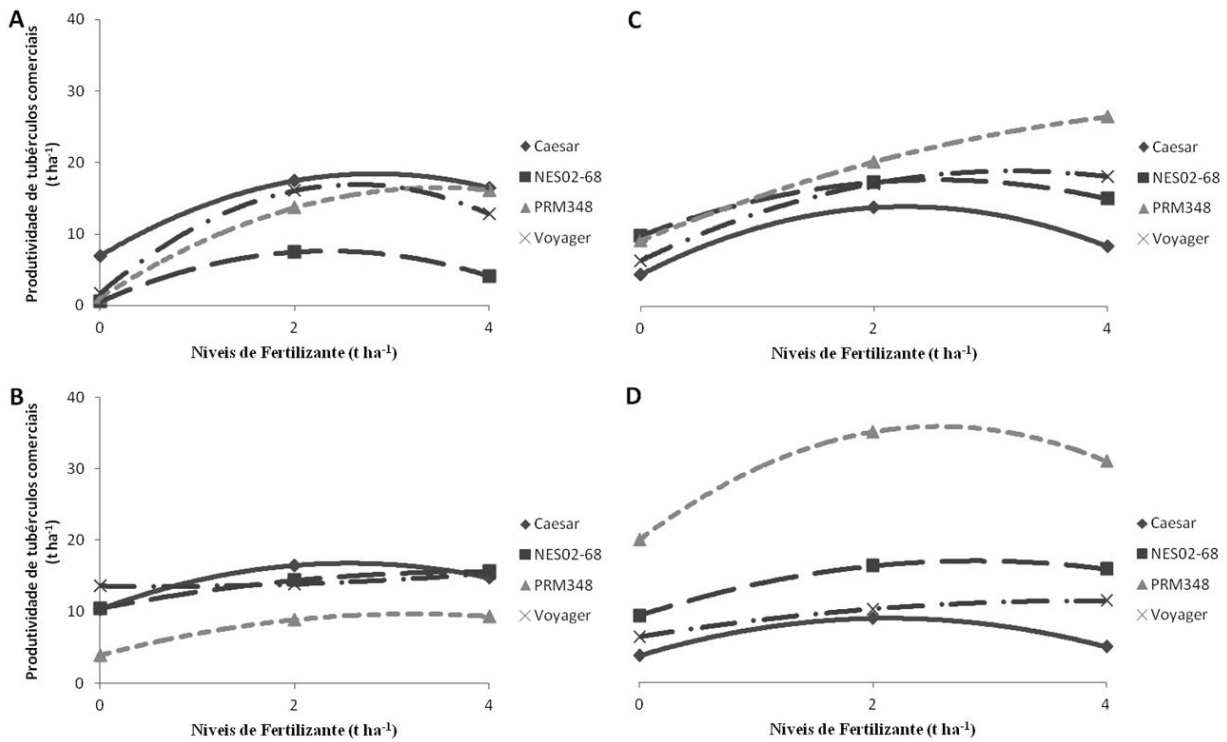 A
Produtividade de tubérculos comerciais
(t ha⁻¹)
40
30
20
10
0
0 2 4
Níveis de Fertilizante (t ha⁻¹)
Caesar
NES02-68
PRM348
Voyager
C
0 2 4
Níveis de Fertilizante (t ha⁻¹)
Caesar
NES02-68
PRM348
Voyager
B
Produtividade de tubérculos comerciais
(t ha⁻¹)
40
30
20
10
0
0 2 4
Níveis de Fertilizante (t ha⁻¹)
Caesar
NES02-68
PRM348
Voyager
D
0 2 4
Níveis de Fertilizante (t ha⁻¹)
Caesar
NES02-68
PRM348
Voyager